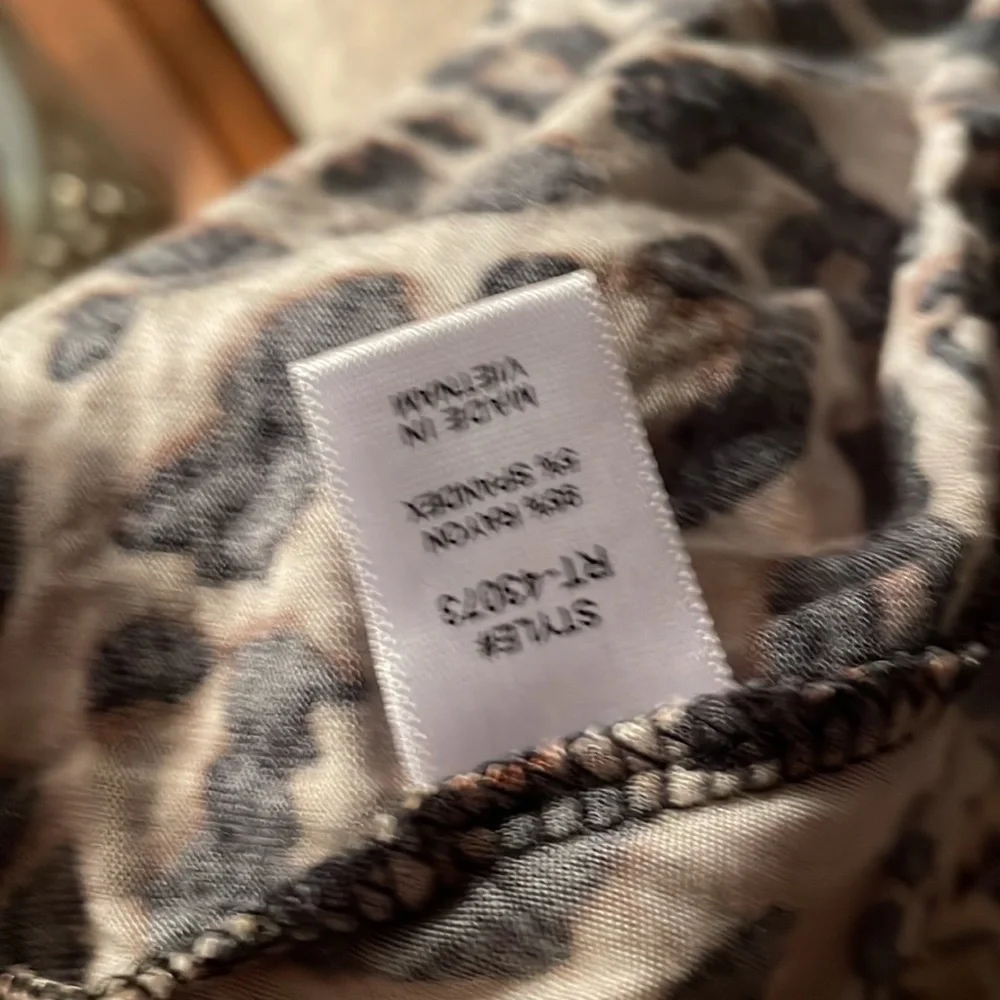 STYLE#
RT-43073
95% RAYON
5% SPANDEX
MADE IN
VIETNAM